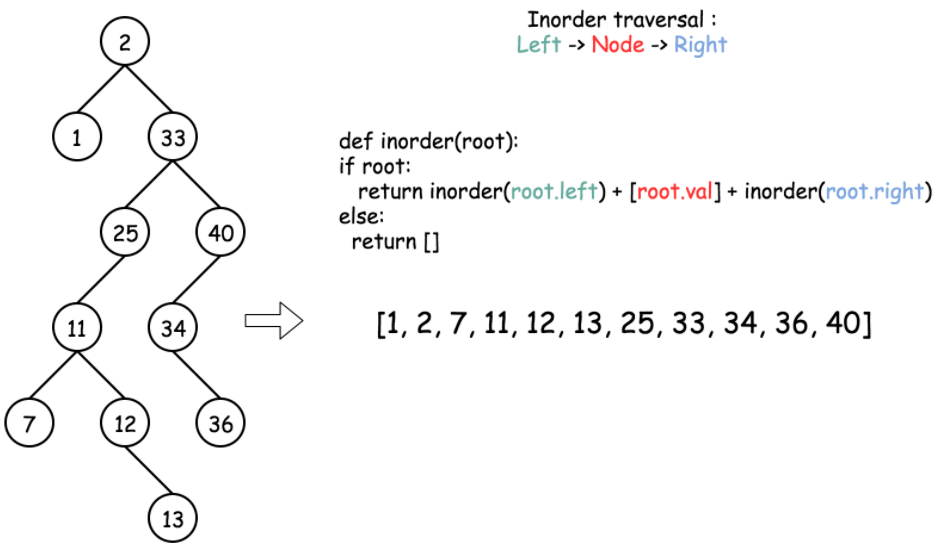 Inorder traversal :
Left -> Node -> Right
def inorder(root):
if root:
return inorder(root.left) + [root.val] + inorder(root.right)
else:
return []
[1, 2, 7, 11, 12, 13, 25, 33, 34, 36, 40]
2
1
33
25
40
11
34
7
12
36
13